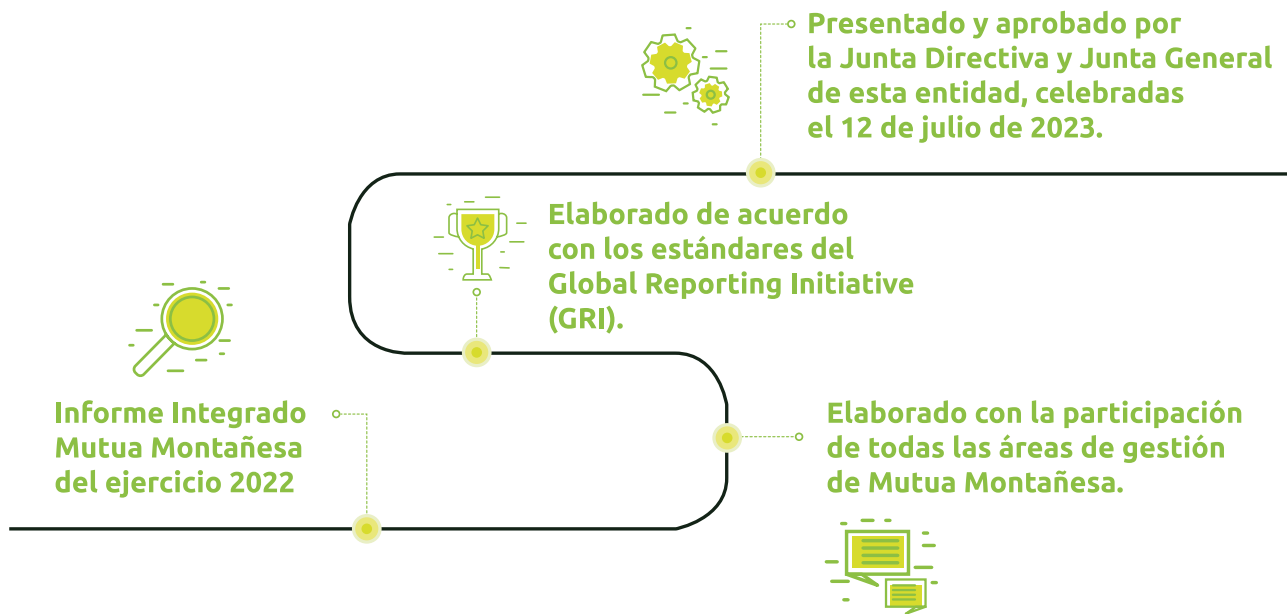 Presentado y aprobado por
la Junta Directiva y Junta General
de esta entidad, celebradas
el 12 de julio de 2023.
Elaborado de acuerdo
con los estándares del
Global Reporting Initiative
(GRI).
Informe Integrado
Mutua Montañesa
del ejercicio 2022
Elaborado con la participación
de todas las áreas de gestión
de Mutua Montañesa.